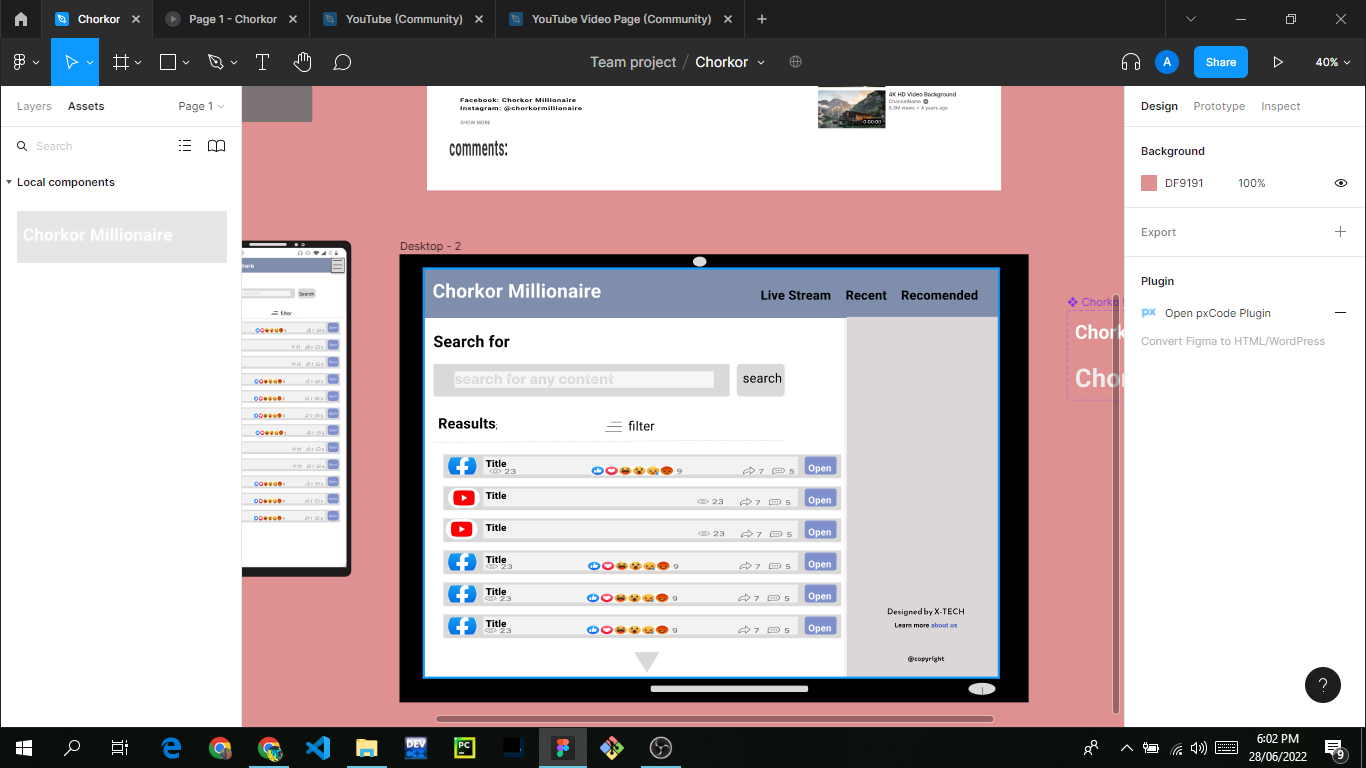 Chorkor
Page 1 - Chorkor
YouTube (Community)
YouTube Video Page (Community)
Team project / Chorkor
A
Share
40%
Layers
Assets
Page 1
Search
Local components
Chorkor Millionaire
Facebook: Chorkor Millionaire
Instagram: @chorkormillionaire
SHOW MORE
comments:
4K HD Video Background
ChannelName
6.3M views • 4 years ago
0:00:00
Search
filter
Desktop - 2
Chorkor Millionaire
Live Stream
Recent
Recomended
Search for
search for any content
search
Reasults;
filter
Title
23
9
7
5
Open
Title
23
7
5
Open
Title
23
7
5
Open
Title
23
9
7
5
Open
Title
23
9
7
5
Open
Title
23
9
7
5
Open
Designed by X-TECH
Learn more about us
@copyright
Chorko
Chork
Chor
Design
Prototype
Inspect
Background
DF9191
100%
Export
Plugin
px
Open pxCode Plugin
Convert Figma to HTML/WordPress
?
DEV
PC
6:02 PM
28/06/2022
9